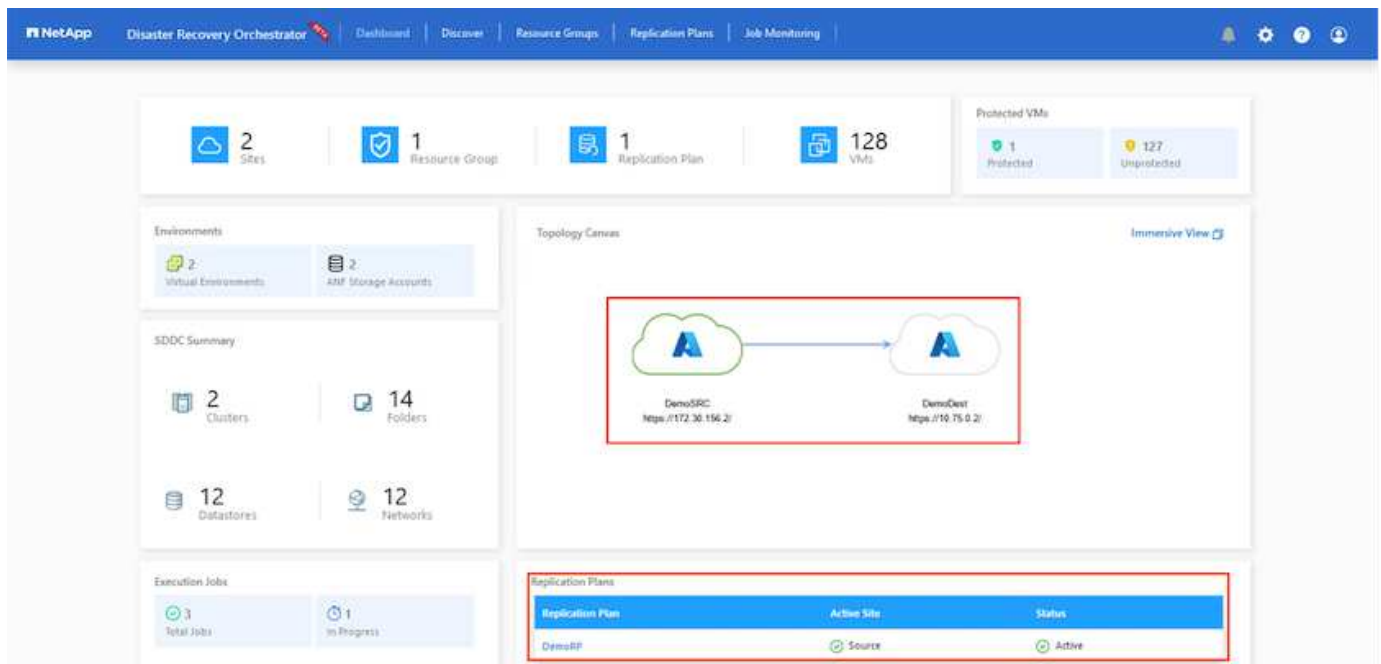 NetApp Disaster Recovery Orchestrator Dashboard Discover Resource Groups Replication Plans Job Monitoring
2
Sites
1
Resource Group
1
Replication Plan
128
VMs
Protected VMs
1
Protected
127
Unprotected
Environments
2
Virtual Environments
2
ANF Storage Accounts
Topology Canvas
Immersive View
DemoSRC
https://172.30.156.2/
DemoDest
https://10.75.0.2/
SDDC Summary
2
Clusters
14
Folders
12
Datastores
12
Networks
Execution Jobs
3
Total Jobs
1
In Progress
Replication Plans
Replication Plan Active Site Status
DemoRP Source Active